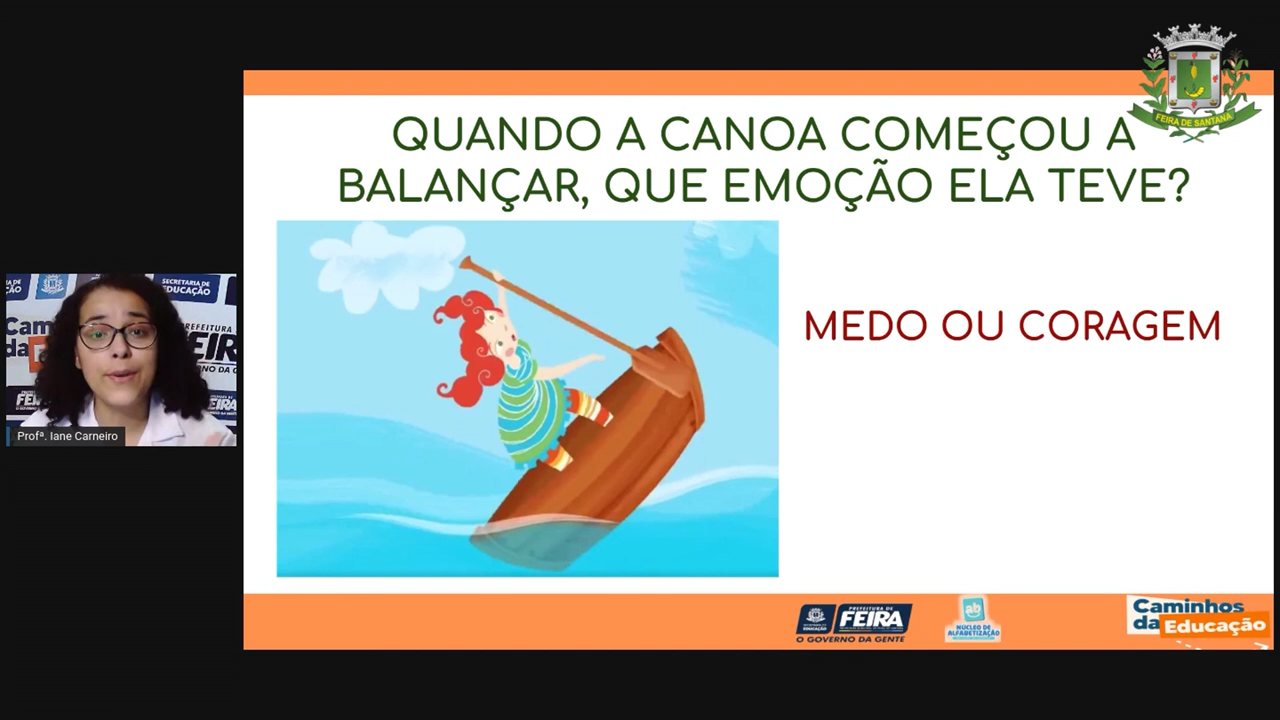 FEIRA DE SANTANA
QUANDO A CANOA COMEÇOU A
BALANÇAR, QUE EMOÇÃO ELA TEVE?
MEDO OU CORAGEM
SECRETARIA DE
EDUCAÇÃO
PREFEITURA
Profª. Iane Carneiro
PREFEITURA DE
FEIRA
O GOVERNO DA GENTE
ab
NÚCLEO DE
ALFABETIZAÇÃO
Caminhos
da Educação